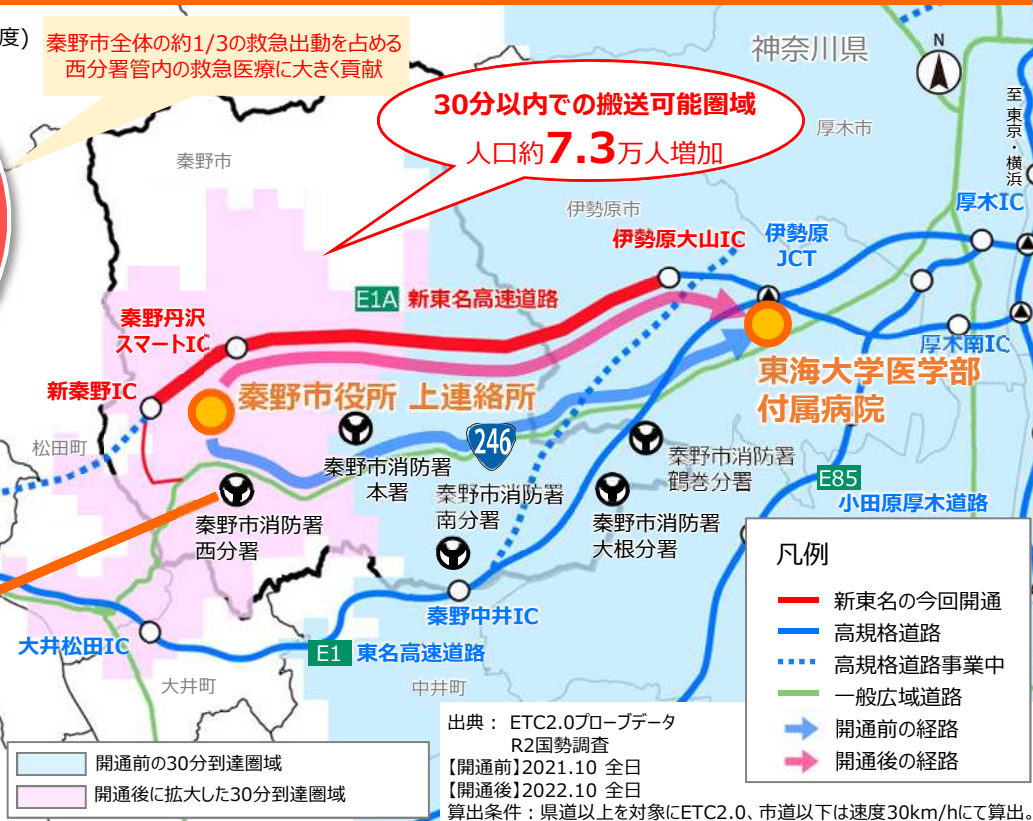 度)
秦野市全体の約1/3の救急出動を占める
西分署管内の救急医療に大きく貢献
神奈川県
N
至東京・横浜
30分以内での搬送可能圏域
人口約7.3万人増加
厚木市
秦野市
伊勢原市
厚木IC
伊勢原大山IC
伊勢原
JCT
E1A 新東名高速道路
秦野丹沢
スマートIC
厚木南IC
新秦野IC
秦野市役所 上連絡所
東海大学医学部
付属病院
松田町
246
秦野市消防署
本署
秦野市消防署
鶴巻分署
秦野市消防署
南分署
E85
小田原厚木道路
秦野市消防署
西分署
秦野市消防署
大根分署
秦野中井IC
大井松田IC
E1 東名高速道路
大井町
中井町
凡例
新東名の今回開通
高規格道路
高規格道路事業中
一般広域道路
開通前の経路
開通後の経路
開通前の30分到達圏域
開通後に拡大した30分到達圏域
出典： ETC2.0プローブデータ
R2国勢調査
【開通前】2021.10 全日
【開通後】2022.10 全日
算出条件：県道以上を対象にETC2.0、市道以下は速度30km/hにて算出。